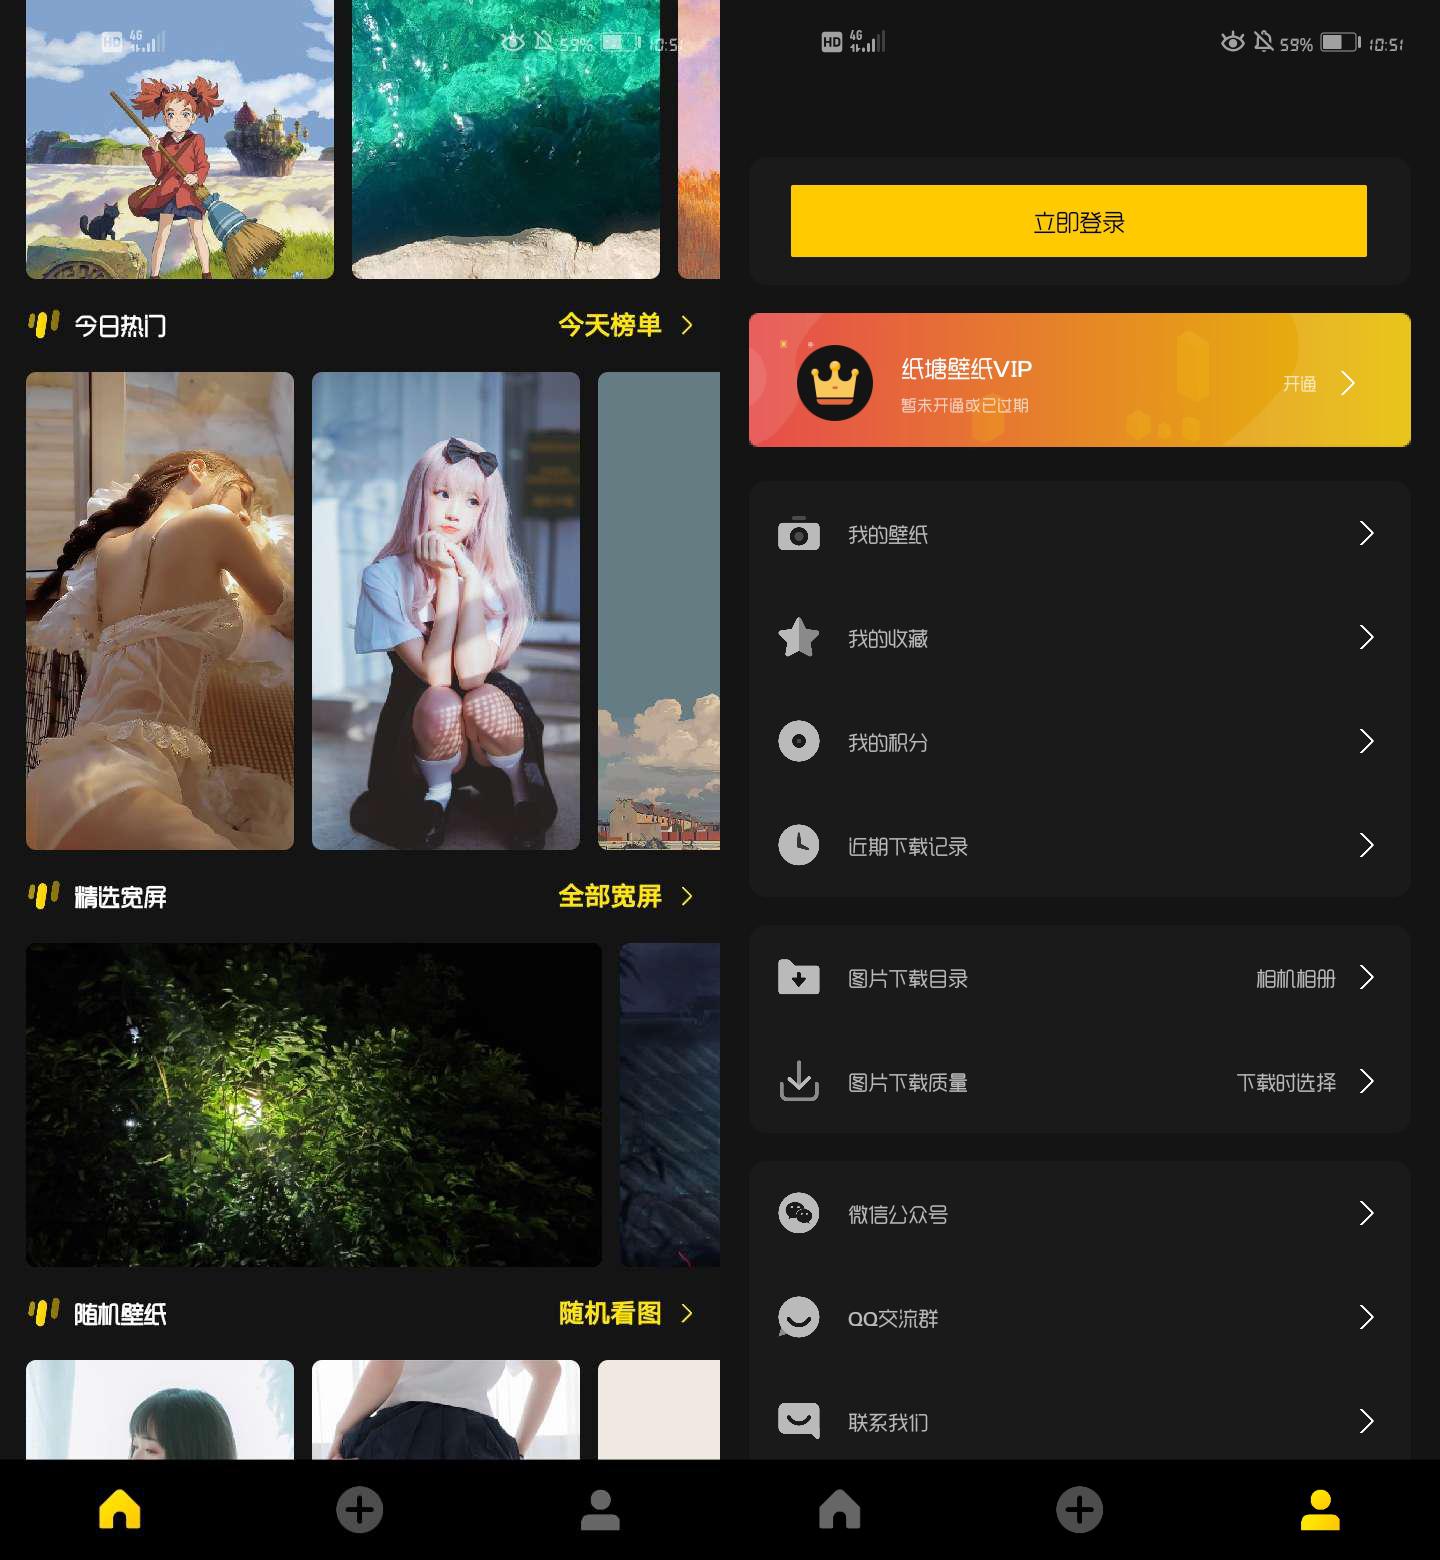 HD 4G 59% 10:51
今日热门 今天榜单
精选宽屏 全部宽屏
随机壁纸 随机看图
HD 4G 59% 10:51
立即登录
纸塘壁纸VIP
暂未开通或已过期
开通
我的壁纸
我的收藏
我的积分
近期下载记录
图片下载目录 相机相册
图片下载质量 下载时选择
微信公众号
QQ交流群
联系我们